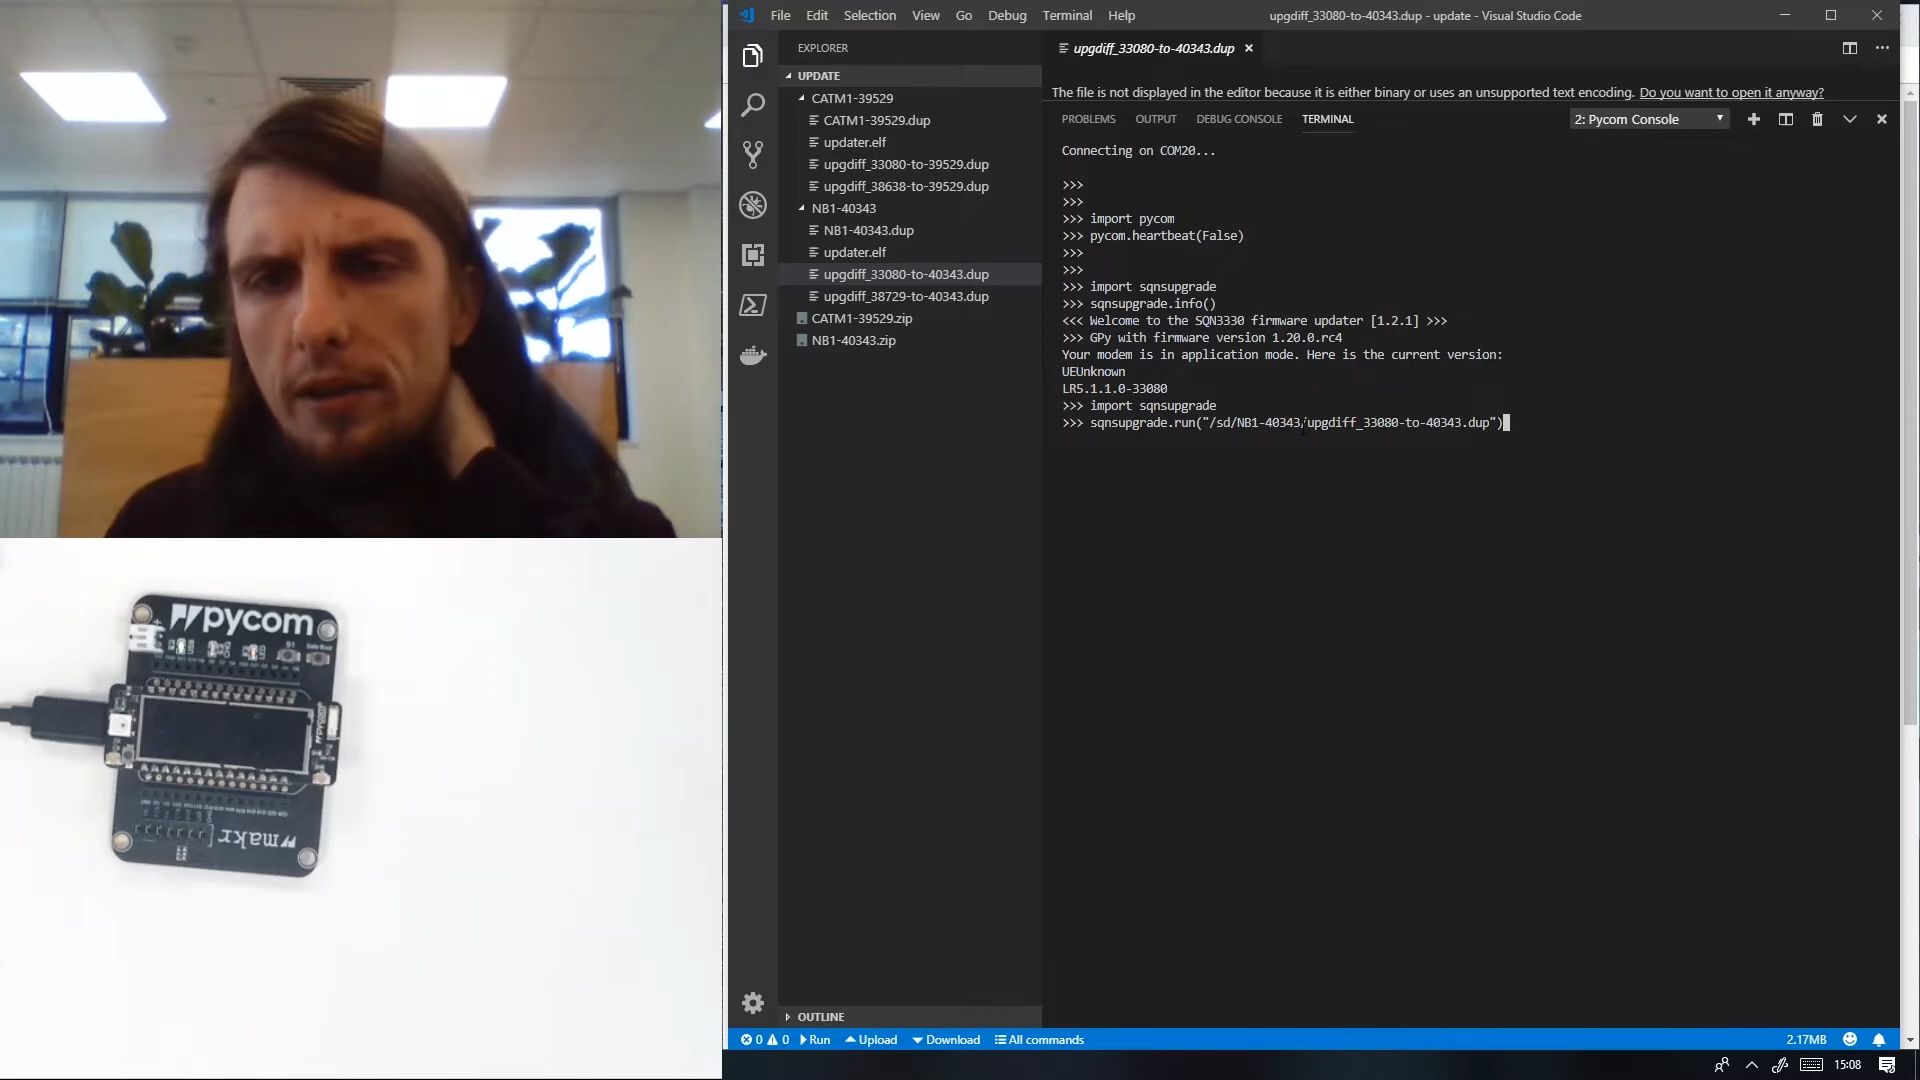 File Edit Selection View Go Debug Terminal Help
upgdiff_33080-to-40343.dup - update - Visual Studio Code
EXPLORER
UPDATE
CATM1-39529
CATM1-39529.dup
updater.elf
upgdiff_33080-to-39529.dup
upgdiff_38638-to-39529.dup
NB1-40343
NB1-40343.dup
updater.elf
upgdiff_33080-to-40343.dup
upgdiff_38729-to-40343.dup
CATM1-39529.zip
NB1-40343.zip
OUTLINE
upgdiff_33080-to-40343.dup
The file is not displayed in the editor because it is either binary or uses an unsupported text encoding. Do you want to open it anyway?
PROBLEMS OUTPUT DEBUG CONSOLE TERMINAL
2: Pycom Console
Connecting on COM20...
>>>
>>>
>>> import pycom
>>> pycom.heartbeat(False)
>>>
>>>
>>> import sqnsupgrade
>>> sqnsupgrade.info()
<<< Welcome to the SQN3330 firmware updater [1.2.1] >>>
>>> GPy with firmware version 1.20.0.rc4
Your modem is in application mode. Here is the current version:
UEUnknown
LR5.1.1.0-33080
>>> import sqnsupgrade
>>> sqnsupgrade.run("/sd/NB1-40343/upgdiff_33080-to-40343.dup")
0 0 Run Upload Download All commands
2.17MB
15:08
pycom
S1
Safe Boot
USB
CHG
LED
pycom
makr